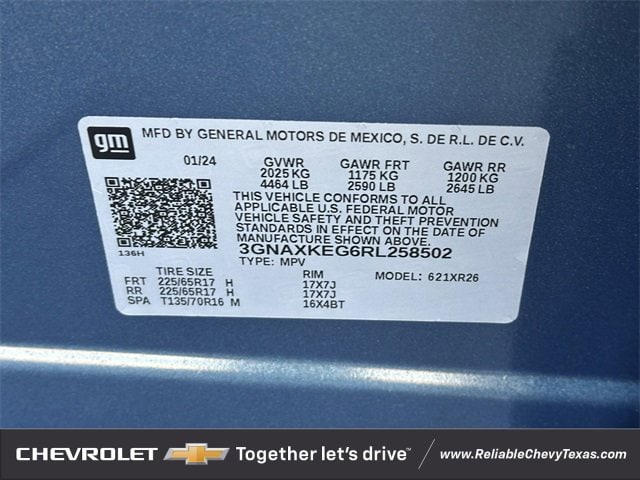 gm
MFD BY GENERAL MOTORS DE MEXICO, S. DE R.L. DE C.V.
01/24 GVWR GAWR FRT GAWR RR
2025 KG 1175 KG 1200 KG
4464 LB 2590 LB 2645 LB
THIS VEHICLE CONFORMS TO ALL
APPLICABLE U.S. FEDERAL MOTOR
VEHICLE SAFETY AND THEFT PREVENTION
STANDARDS IN EFFECT ON THE DATE OF
MANUFACTURE SHOWN ABOVE.
136H
3GNAXKEG6RL258502
TYPE: MPV MODEL: 621XR26
TIRE SIZE RIM
FRT 225/65R17 H 17X7J
RR 225/65R17 H 17X7J
SPA T135/70R16 M 16X4BT
CHEVROLET Together let's drive™ www.ReliableChevyTexas.com